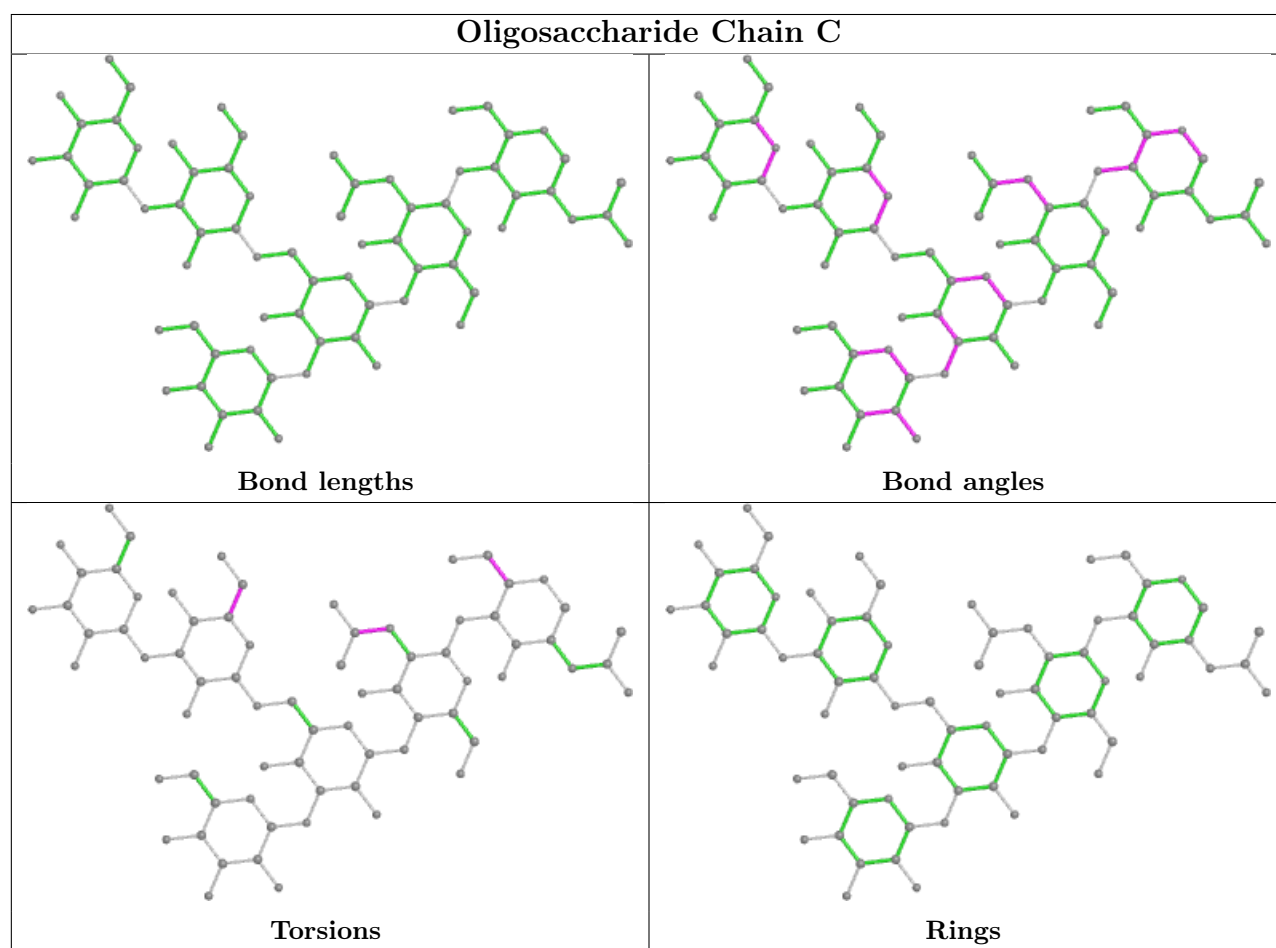 Oligosaccharide Chain C
Bond lengths
Bond angles
Torsions
Rings